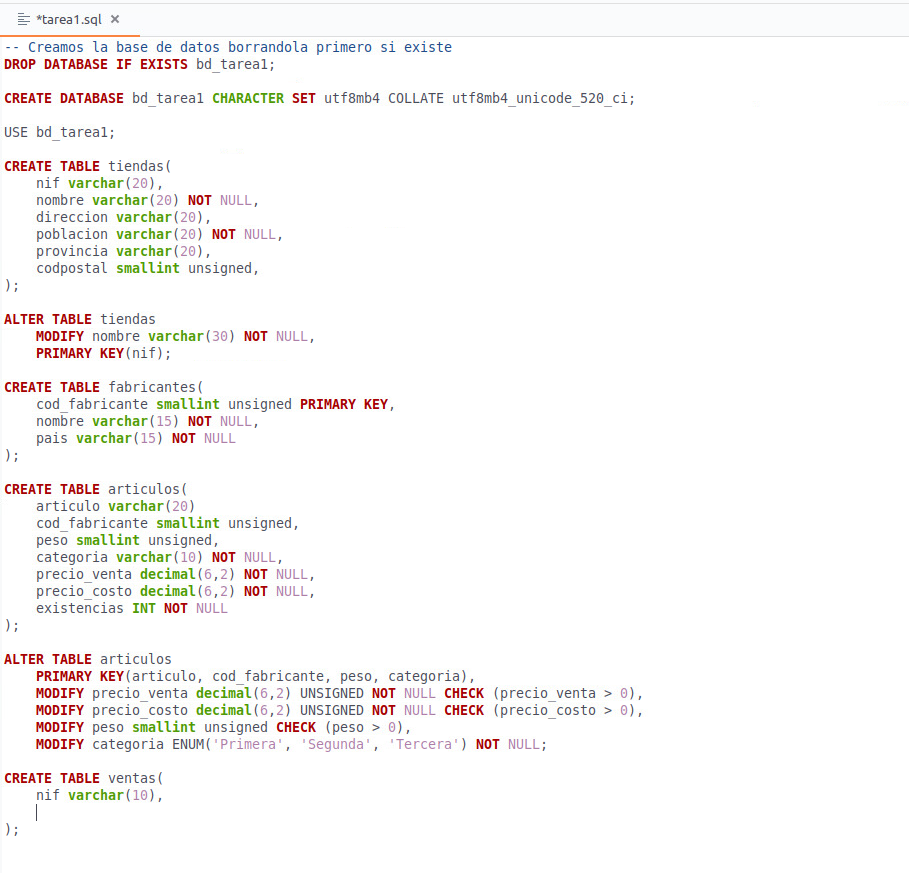 *tarea1.sql ×
-- Creamos la base de datos borrandola primero si existe
DROP DATABASE IF EXISTS bd_tarea1;
CREATE DATABASE bd_tarea1 CHARACTER SET utf8mb4 COLLATE utf8mb4_unicode_520_ci;
USE bd_tarea1;
CREATE TABLE tiendas(
nif varchar(20),
nombre varchar(20) NOT NULL,
direccion varchar(20),
poblacion varchar(20) NOT NULL,
provincia varchar(20),
codpostal smallint unsigned,
);
ALTER TABLE tiendas
MODIFY nombre varchar(30) NOT NULL,
PRIMARY KEY(nif);
CREATE TABLE fabricantes(
cod_fabricante smallint unsigned PRIMARY KEY,
nombre varchar(15) NOT NULL,
pais varchar(15) NOT NULL
);
CREATE TABLE articulos(
articulo varchar(20)
cod_fabricante smallint unsigned,
peso smallint unsigned,
categoria varchar(10) NOT NULL,
precio_venta decimal(6,2) NOT NULL,
precio_costo decimal(6,2) NOT NULL,
existencias INT NOT NULL
);
ALTER TABLE articulos
PRIMARY KEY(articulo, cod_fabricante, peso, categoria),
MODIFY precio_venta decimal(6,2) UNSIGNED NOT NULL CHECK (precio_venta > 0),
MODIFY precio_costo decimal(6,2) UNSIGNED NOT NULL CHECK (precio_costo > 0),
MODIFY peso smallint unsigned CHECK (peso > 0),
MODIFY categoria ENUM('Primera', 'Segunda', 'Tercera') NOT NULL;
CREATE TABLE ventas(
nif varchar(10),
);